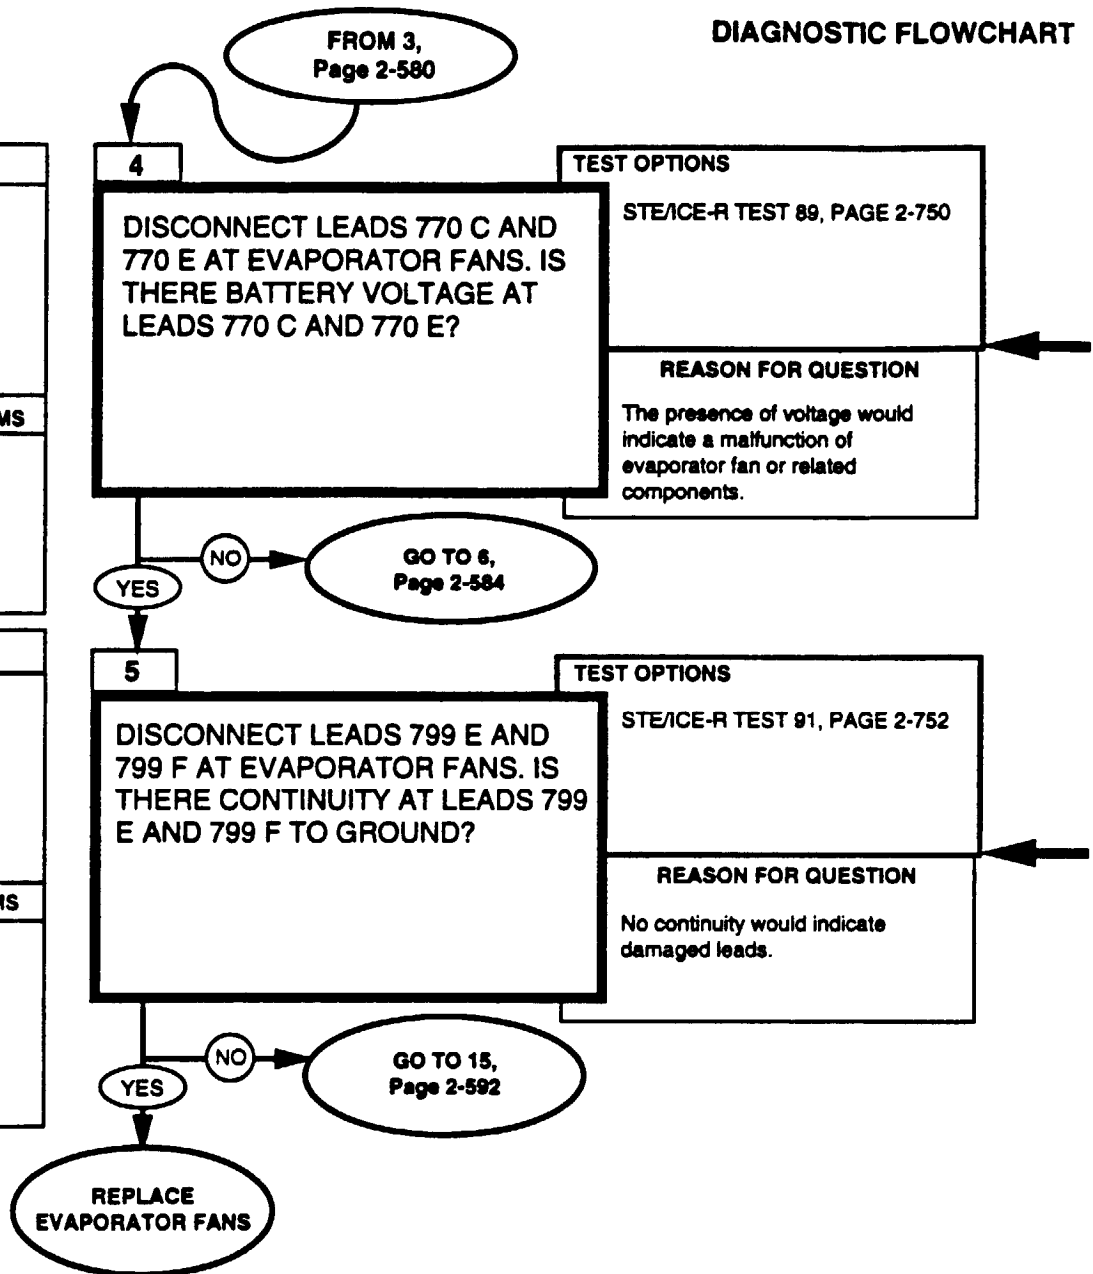 DIAGNOSTIC FLOWCHART
FROM 3,
Page 2-580
4
TEST OPTIONS
STE/ICE-R TEST 89, PAGE 2-750
DISCONNECT LEADS 770 C AND
770 E AT EVAPORATOR FANS. IS
THERE BATTERY VOLTAGE AT
LEADS 770 C AND 770 E?
REASON FOR QUESTION
The presence of voltage would
indicate a malfunction of
evaporator fan or related
components.
MS
NO
GO TO 6,
Page 2-584
YES
5
TEST OPTIONS
STE/ICE-R TEST 91, PAGE 2-752
DISCONNECT LEADS 799 E AND
799 F AT EVAPORATOR FANS. IS
THERE CONTINUITY AT LEADS 799
E AND 799 F TO GROUND?
REASON FOR QUESTION
No continuity would indicate
damaged leads.
NO
GO TO 15,
Page 2-592
YES
REPLACE
EVAPORATOR FANS